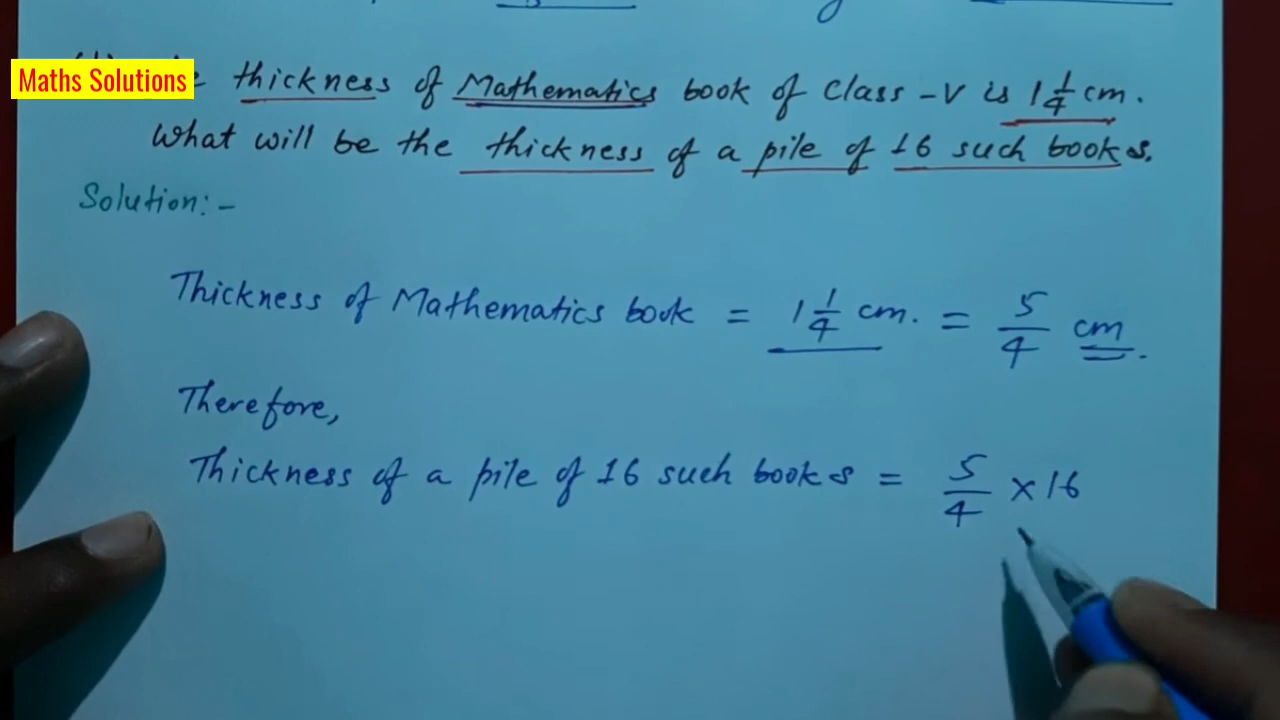 Maths Solutions
thickness of Mathematics book of Class -V is 1 1/4 cm.
What will be the thickness of a pile of 16 such books.
Solution:-
Thickness of Mathematics book = 1 1/4 cm. = 5/4 cm.
Therefore,
Thickness of a pile of 16 such books = 5/4 × 16